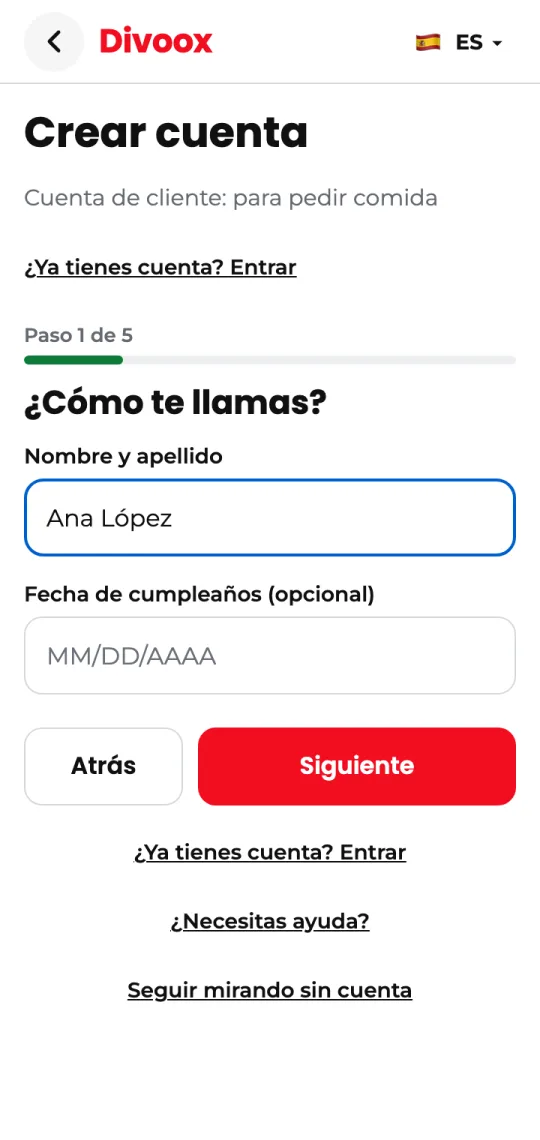 Divoox
ES
Crear cuenta
Cuenta de cliente: para pedir comida
¿Ya tienes cuenta? Entrar
Paso 1 de 5
¿Cómo te llamas?
Nombre y apellido
Ana López
Fecha de cumpleaños (opcional)
MM/DD/AAAA
Atrás
Siguiente
¿Ya tienes cuenta? Entrar
¿Necesitas ayuda?
Seguir mirando sin cuenta